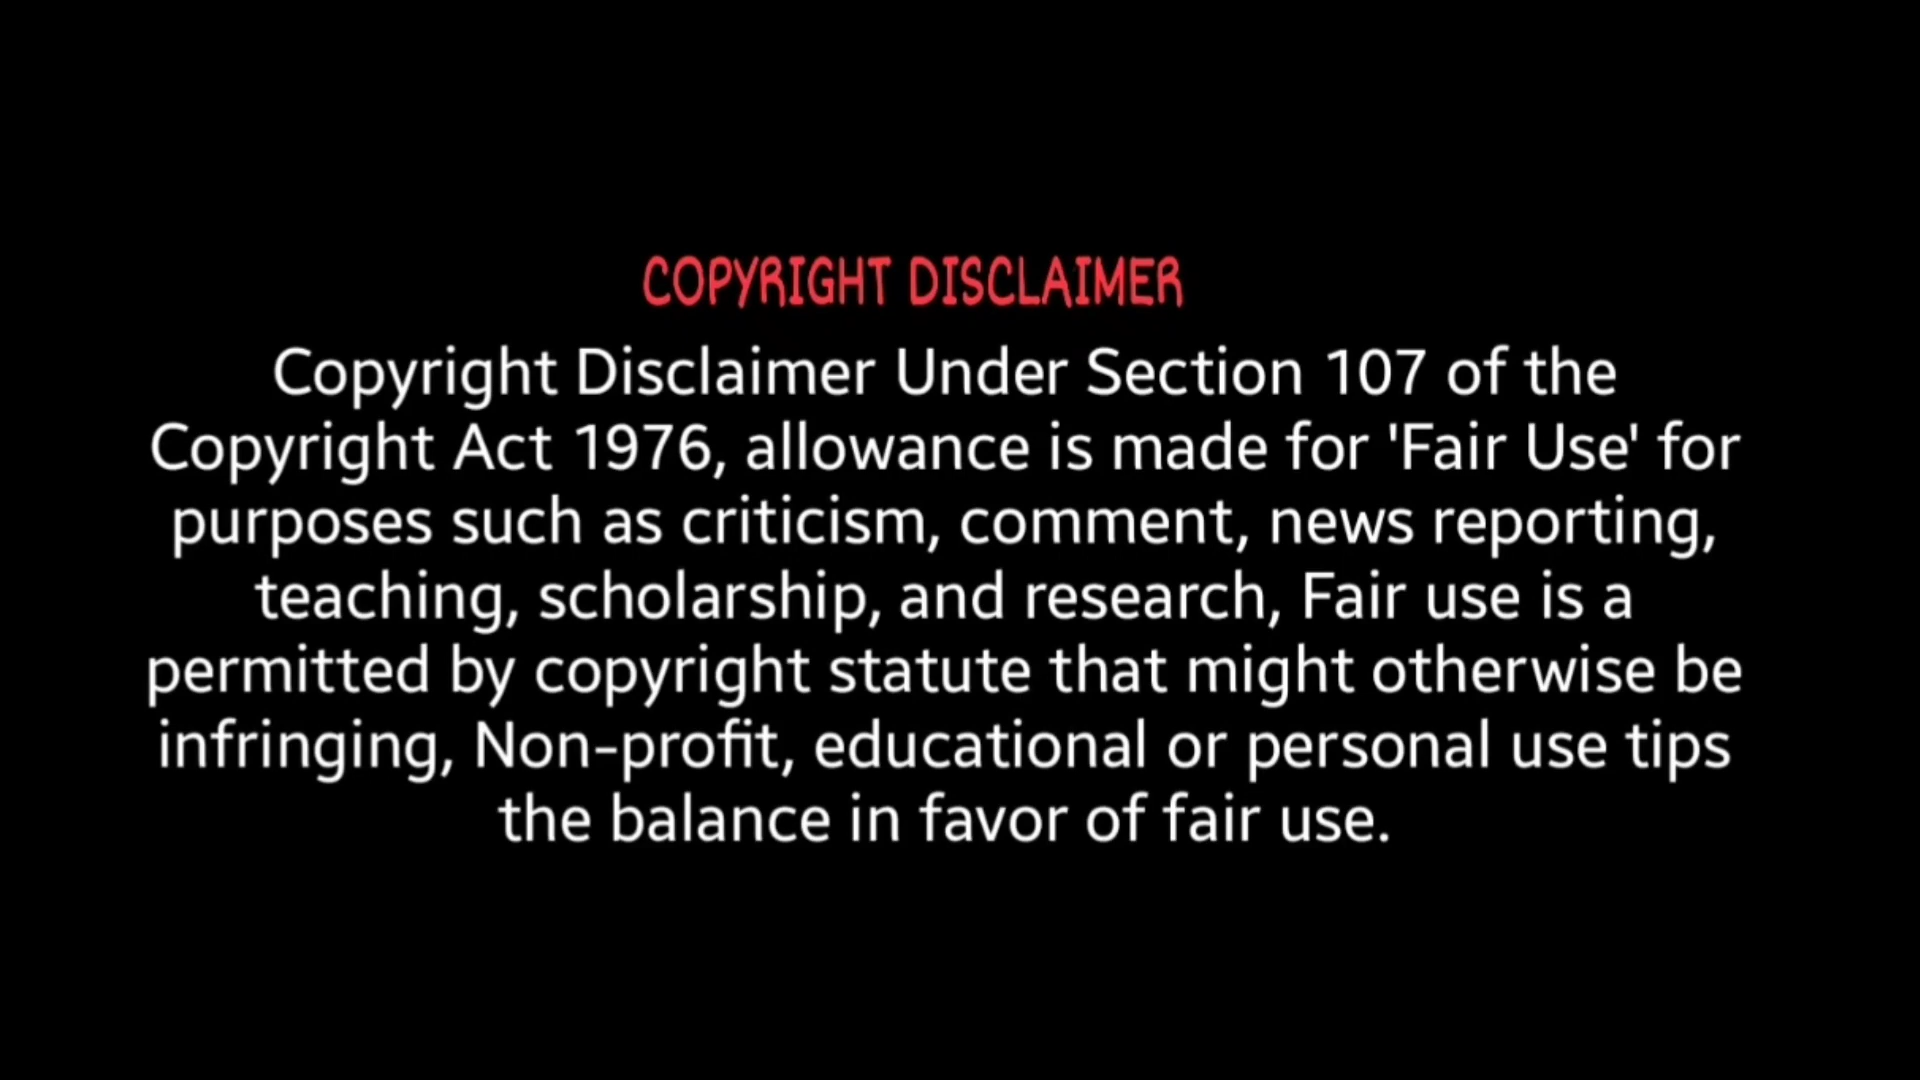 COPYRIGHT DISCLAIMER
Copyright Disclaimer Under Section 107 of the
Copyright Act 1976, allowance is made for 'Fair Use' for
purposes such as criticism, comment, news reporting,
teaching, scholarship, and research, Fair use is a
permitted by copyright statute that might otherwise be
infringing, Non-profit, educational or personal use tips
the balance in favor of fair use.